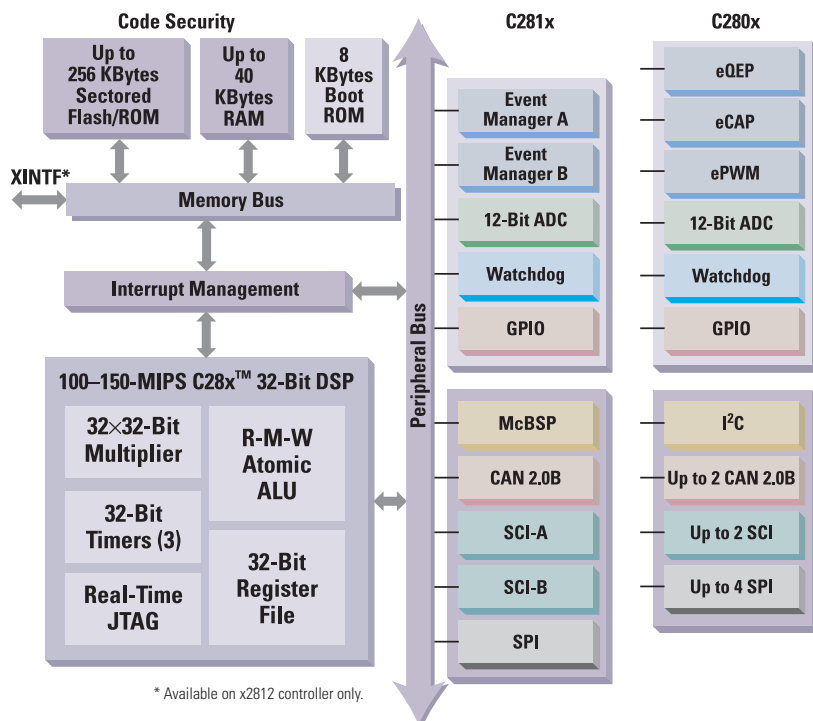 Code Security
Up to
256 KBytes
Sectored
Flash/ROM
Up to
40
KBytes
RAM
8
KBytes
Boot
ROM
XINTF*
Memory Bus
Interrupt Management
100–150-MIPS C28x™ 32-Bit DSP
32×32-Bit
Multiplier
R-M-W
Atomic
ALU
32-Bit
Timers (3)
32-Bit
Register
File
Real-Time
JTAG
* Available on x2812 controller only.
Peripheral Bus
C281x
Event
Manager A
Event
Manager B
12-Bit ADC
Watchdog
GPIO
McBSP
CAN 2.0B
SCI-A
SCI-B
SPI
C280x
eQEP
eCAP
ePWM
12-Bit ADC
Watchdog
GPIO
I²C
Up to 2 CAN 2.0B
Up to 2 SCI
Up to 4 SPI